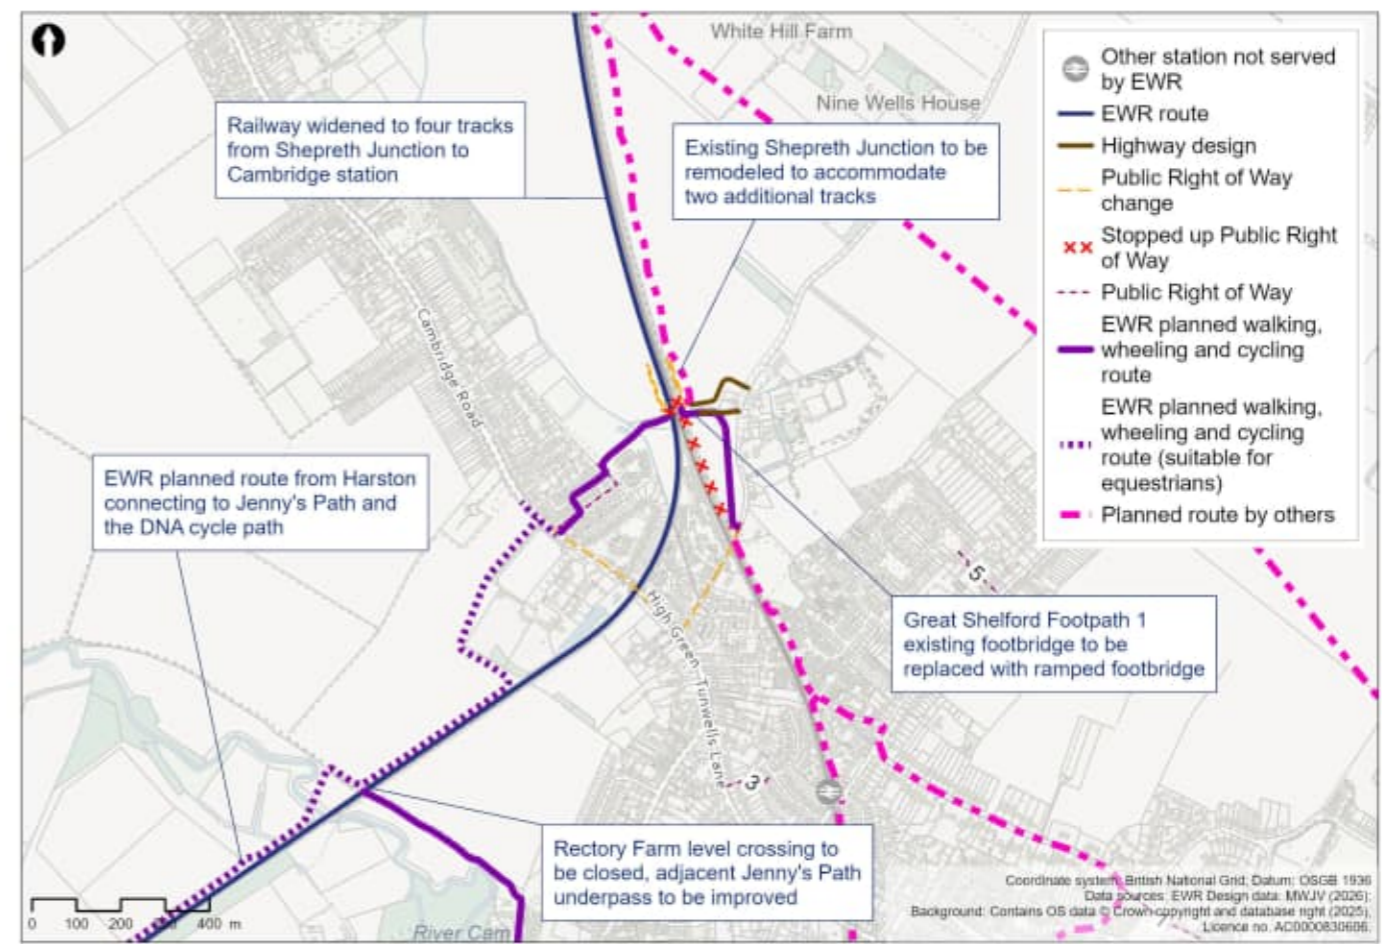 White Hill Farm
Nine Wells House
Railway widened to four tracks
from Shepreth Junction to
Cambridge station
Existing Shepreth Junction to be
remodeled to accommodate
two additional tracks
Other station not served
by EWR
EWR route
Highway design
Public Right of Way
change
Stopped up Public Right
of Way
Public Right of Way
EWR planned walking,
wheeling and cycling
route
EWR planned walking,
wheeling and cycling
route (suitable for
equestrians)
Planned route by others
Cambridge Road
EWR planned route from Harston
connecting to Jenny's Path and
the DNA cycle path
5
High Green
Tunwells Lane
Great Shelford Footpath 1
existing footbridge to be
replaced with ramped footbridge
3
Rectory Farm level crossing to
be closed, adjacent Jenny's Path
underpass to be improved
0 100 200 400 m
River Cam
Coordinate system: British National Grid; Datum: OSGB 1936
Data sources: EWR Design data: MWJV (2026);
Background: Contains OS data © Crown copyright and database right (2025),
Licence no. AC0000830606.